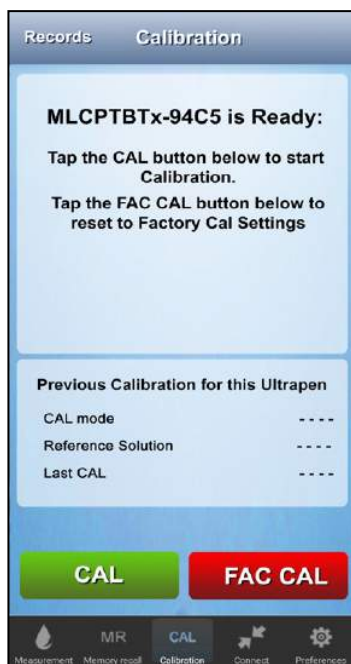 Records Calibration
MLCPTBTx-94C5 is Ready:
Tap the CAL button below to start
Calibration.
Tap the FAC CAL button below to
reset to Factory Cal Settings
Previous Calibration for this Ultrapen
CAL mode - - - -
Reference Solution - - - -
Last CAL - - - -
CAL FAC CAL
MR CAL
Measurement Memory recall Calibration Connect Preferences